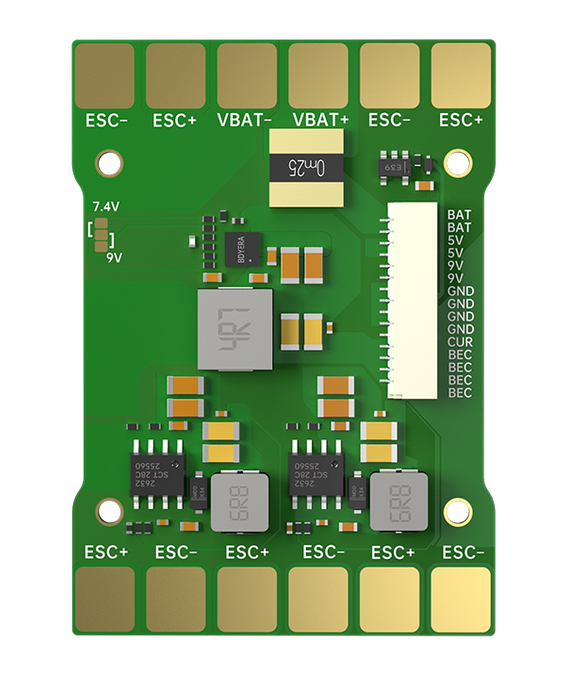 ESC-
ESC+
VBAT-
VBAT+
ESC-
ESC+
0m25
E39
7.4V
9V
BAT
BAT
5V
5V
9V
9V
GND
GND
GND
GND
CUR
BEC
BEC
BEC
BEC
BDYERA
4R7
2632
SCT 28C
25560
6R8
2632
SCT 28C
25560
6R8
ESC+
ESC-
ESC+
ESC-
ESC+
ESC-